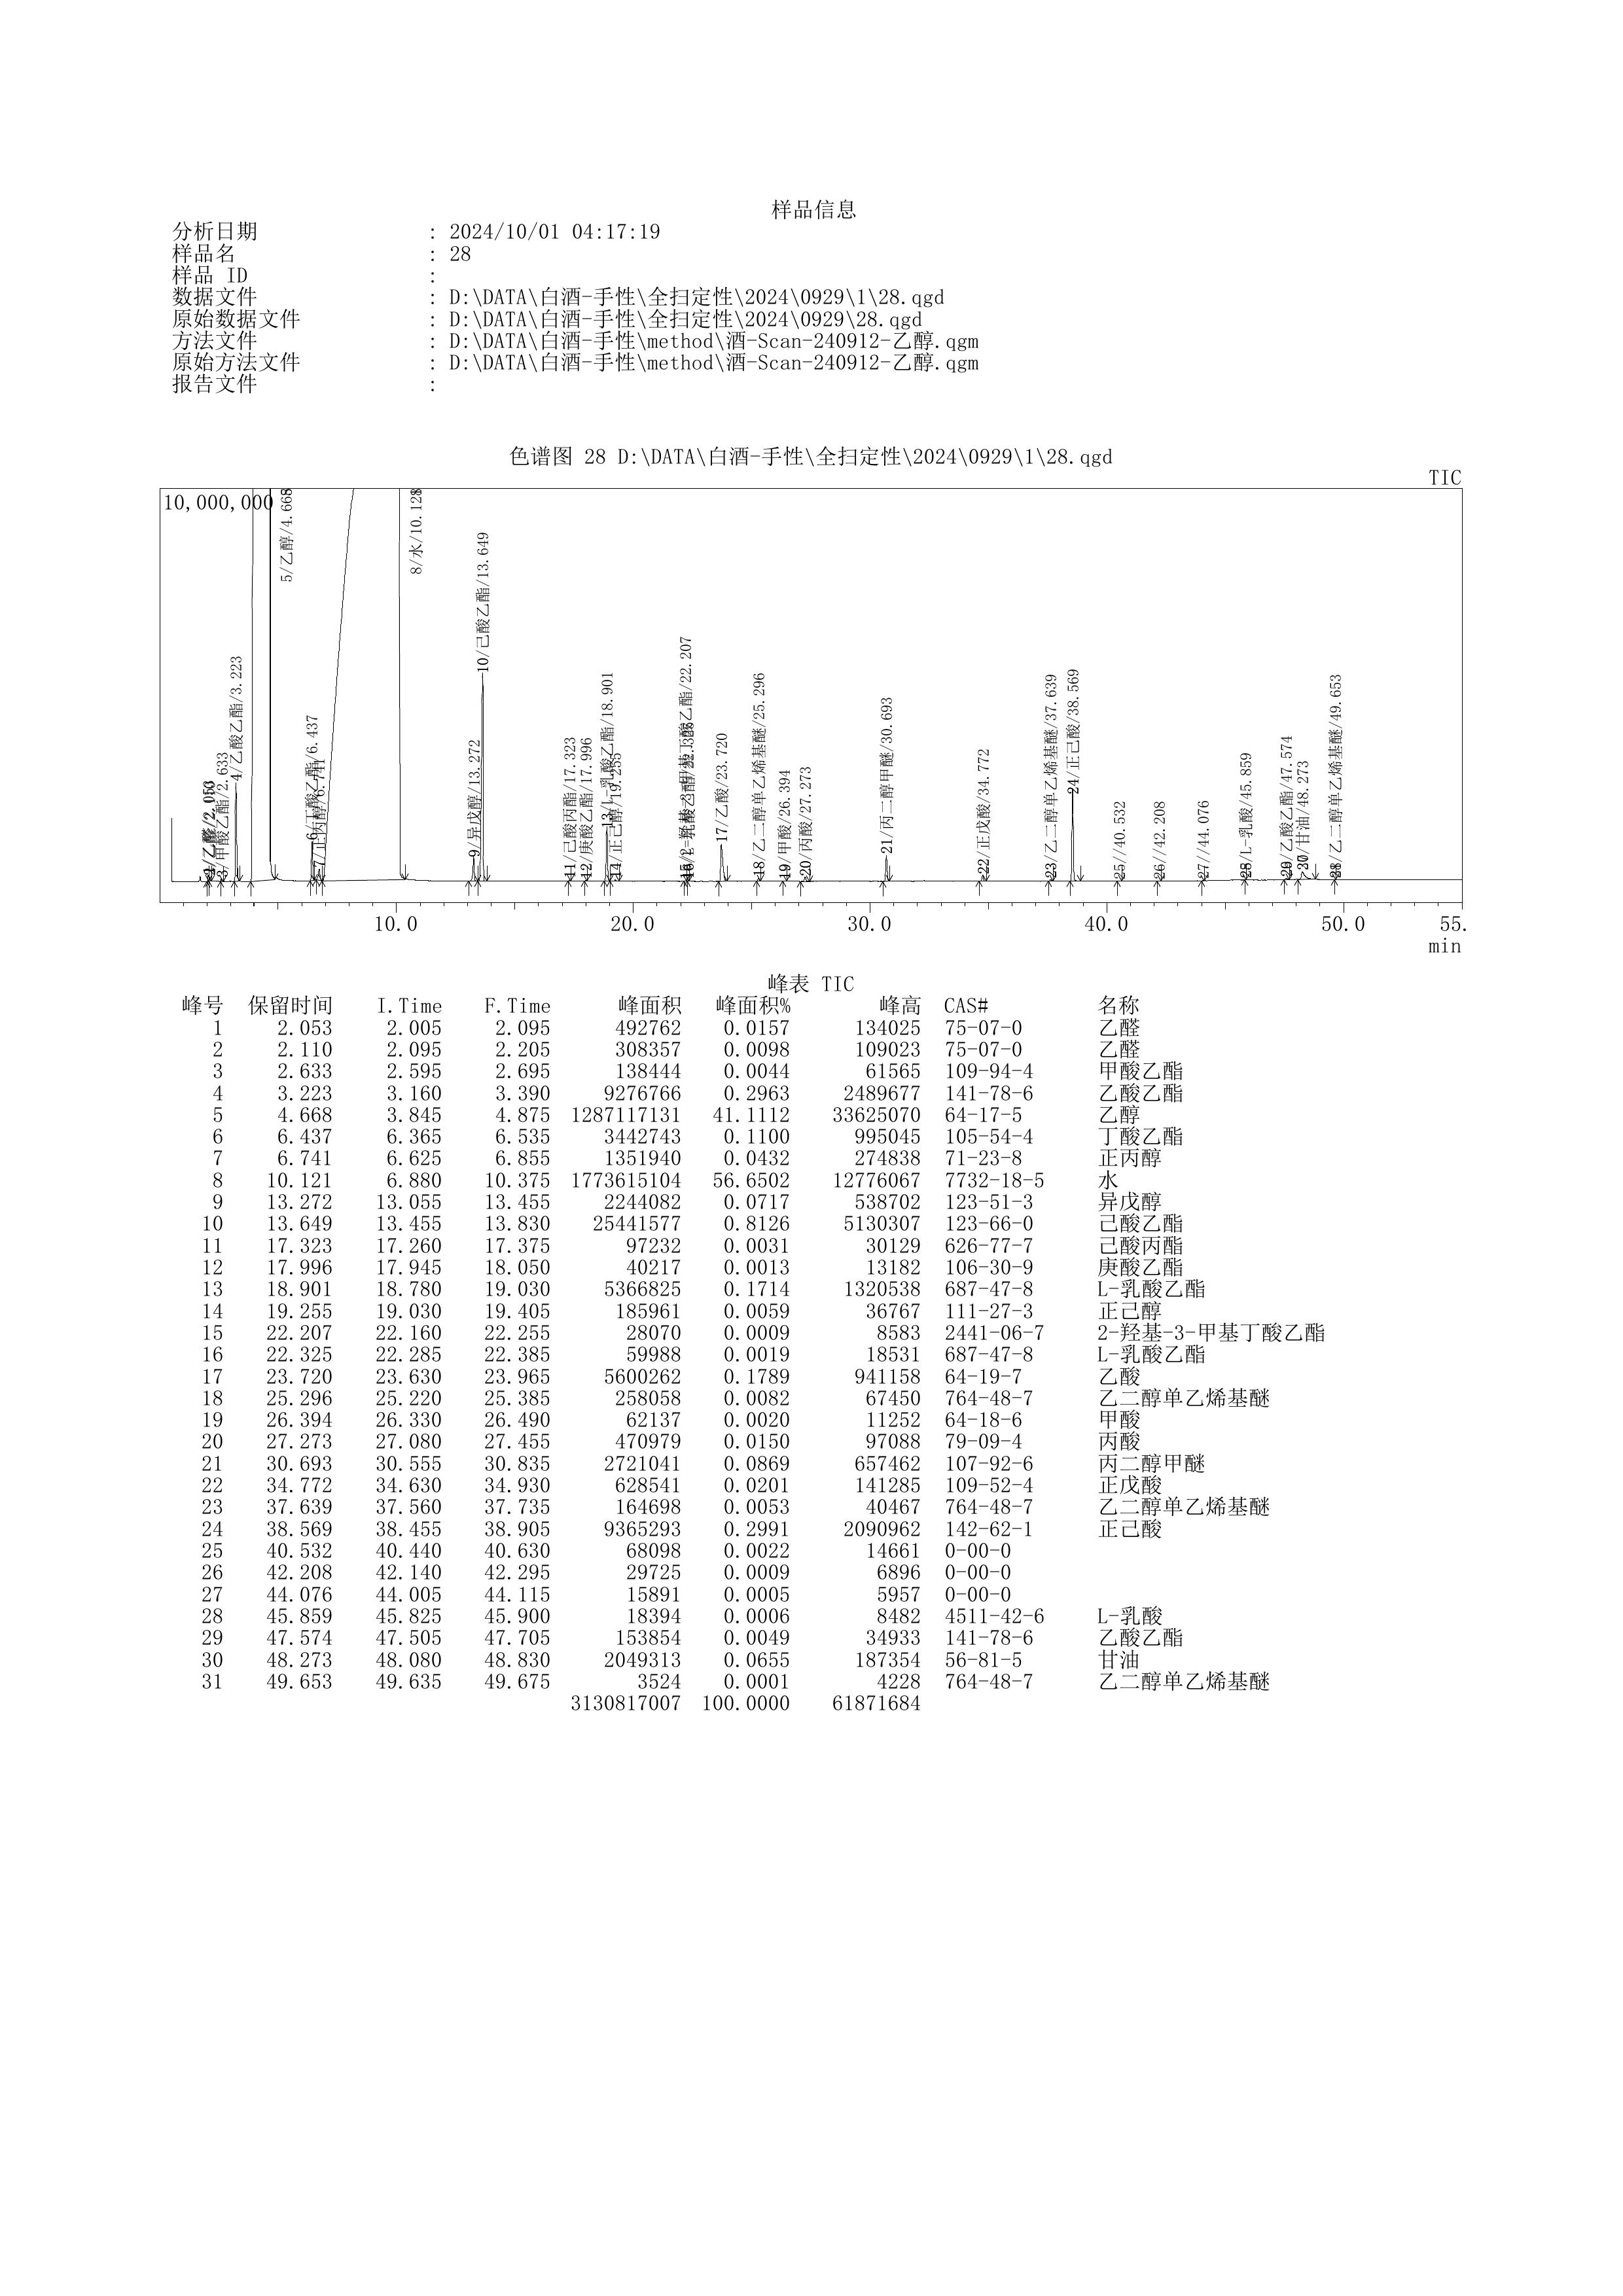 样品信息
分析日期 : 2024/10/01 04:17:19
样品名 : 28
样品 ID :
数据文件 : D:\DATA\白酒-手性\全扫定性\2024\0929\1\28.qgd
原始数据文件 : D:\DATA\白酒-手性\全扫定性\2024\0929\28.qgd
方法文件 : D:\DATA\白酒-手性\method\酒-Scan-240912-乙醇.qgm
原始方法文件 : D:\DATA\白酒-手性\method\酒-Scan-240912-乙醇.qgm
报告文件 :
色谱图 28 D:\DATA\白酒-手性\全扫定性\2024\0929\1\28.qgd
TIC
10,000,000
3/甲酸乙酯/2.633
4/乙酸乙酯/3.223
5/乙醇/4.668
6/丁酸乙酯/6.437
7/正丙醇/6.741
8/水/10.121
9/异戊醇/13.272
10/己酸乙酯/13.649
11/己酸丙酯/17.323
12/庚酸乙酯/17.996
13/L-乳酸乙酯/18.901
14/正己醇/19.255
15/2-羟基-3-甲基丁酸乙酯/22.207
16/L-乳酸乙酯/22.325
17/乙酸/23.720
18/乙二醇单乙烯基醚/25.296
19/甲酸/26.394
20/丙酸/27.273
21/丙二醇甲醚/30.693
22/正戊酸/34.772
23/乙二醇单乙烯基醚/37.639
24/正己酸/38.569
25//40.532
26//42.208
27//44.076
28/L-乳酸/45.859
29/乙酸乙酯/47.574
30/甘油/48.273
31/乙二醇单乙烯基醚/49.653
10.0 20.0 30.0 40.0 50.0 55.
min
峰表 TIC
峰号 保留时间 I.Time F.Time 峰面积 峰面积% 峰高 CAS# 名称
1 2.053 2.005 2.095 492762 0.0157 134025 75-07-0 乙醛
2 2.110 2.095 2.205 308357 0.0098 109023 75-07-0 乙醛
3 2.633 2.595 2.695 138444 0.0044 61565 109-94-4 甲酸乙酯
4 3.223 3.160 3.390 9276766 0.2963 2489677 141-78-6 乙酸乙酯
5 4.668 3.845 4.875 1287117131 41.1112 33625070 64-17-5 乙醇
6 6.437 6.365 6.535 3442743 0.1100 995045 105-54-4 丁酸乙酯
7 6.741 6.625 6.855 1351940 0.0432 274838 71-23-8 正丙醇
8 10.121 6.880 10.375 1773615104 56.6502 12776067 7732-18-5 水
9 13.272 13.055 13.455 2244082 0.0717 538702 123-51-3 异戊醇
10 13.649 13.455 13.830 25441577 0.8126 5130307 123-66-0 己酸乙酯
11 17.323 17.260 17.375 97232 0.0031 30129 626-77-7 己酸丙酯
12 17.996 17.945 18.050 40217 0.0013 13182 106-30-9 庚酸乙酯
13 18.901 18.780 19.030 5366825 0.1714 1320538 687-47-8 L-乳酸乙酯
14 19.255 19.030 19.405 185961 0.0059 36767 111-27-3 正己醇
15 22.207 22.160 22.255 28070 0.0009 8583 2441-06-7 2-羟基-3-甲基丁酸乙酯
16 22.325 22.285 22.385 59988 0.0019 18531 687-47-8 L-乳酸乙酯
17 23.720 23.630 23.965 5600262 0.1789 941158 64-19-7 乙酸
18 25.296 25.220 25.385 258058 0.0082 67450 764-48-7 乙二醇单乙烯基醚
19 26.394 26.330 26.490 62137 0.0020 11252 64-18-6 甲酸
20 27.273 27.080 27.455 470979 0.0150 97088 79-09-4 丙酸
21 30.693 30.555 30.835 2721041 0.0869 657462 107-92-6 丙二醇甲醚
22 34.772 34.630 34.930 628541 0.0201 141285 109-52-4 正戊酸
23 37.639 37.560 37.735 164698 0.0053 40467 764-48-7 乙二醇单乙烯基醚
24 38.569 38.455 38.905 9365293 0.2991 2090962 142-62-1 正己酸
25 40.532 40.440 40.630 68098 0.0022 14661 0-00-0
26 42.208 42.140 42.295 29725 0.0009 6896 0-00-0
27 44.076 44.005 44.115 15891 0.0005 5957 0-00-0
28 45.859 45.825 45.900 18394 0.0006 8482 4511-42-6 L-乳酸
29 47.574 47.505 47.705 153854 0.0049 34933 141-78-6 乙酸乙酯
30 48.273 48.080 48.830 2049313 0.0655 187354 56-81-5 甘油
31 49.653 49.635 49.675 3524 0.0001 4228 764-48-7 乙二醇单乙烯基醚
3130817007 100.0000 61871684